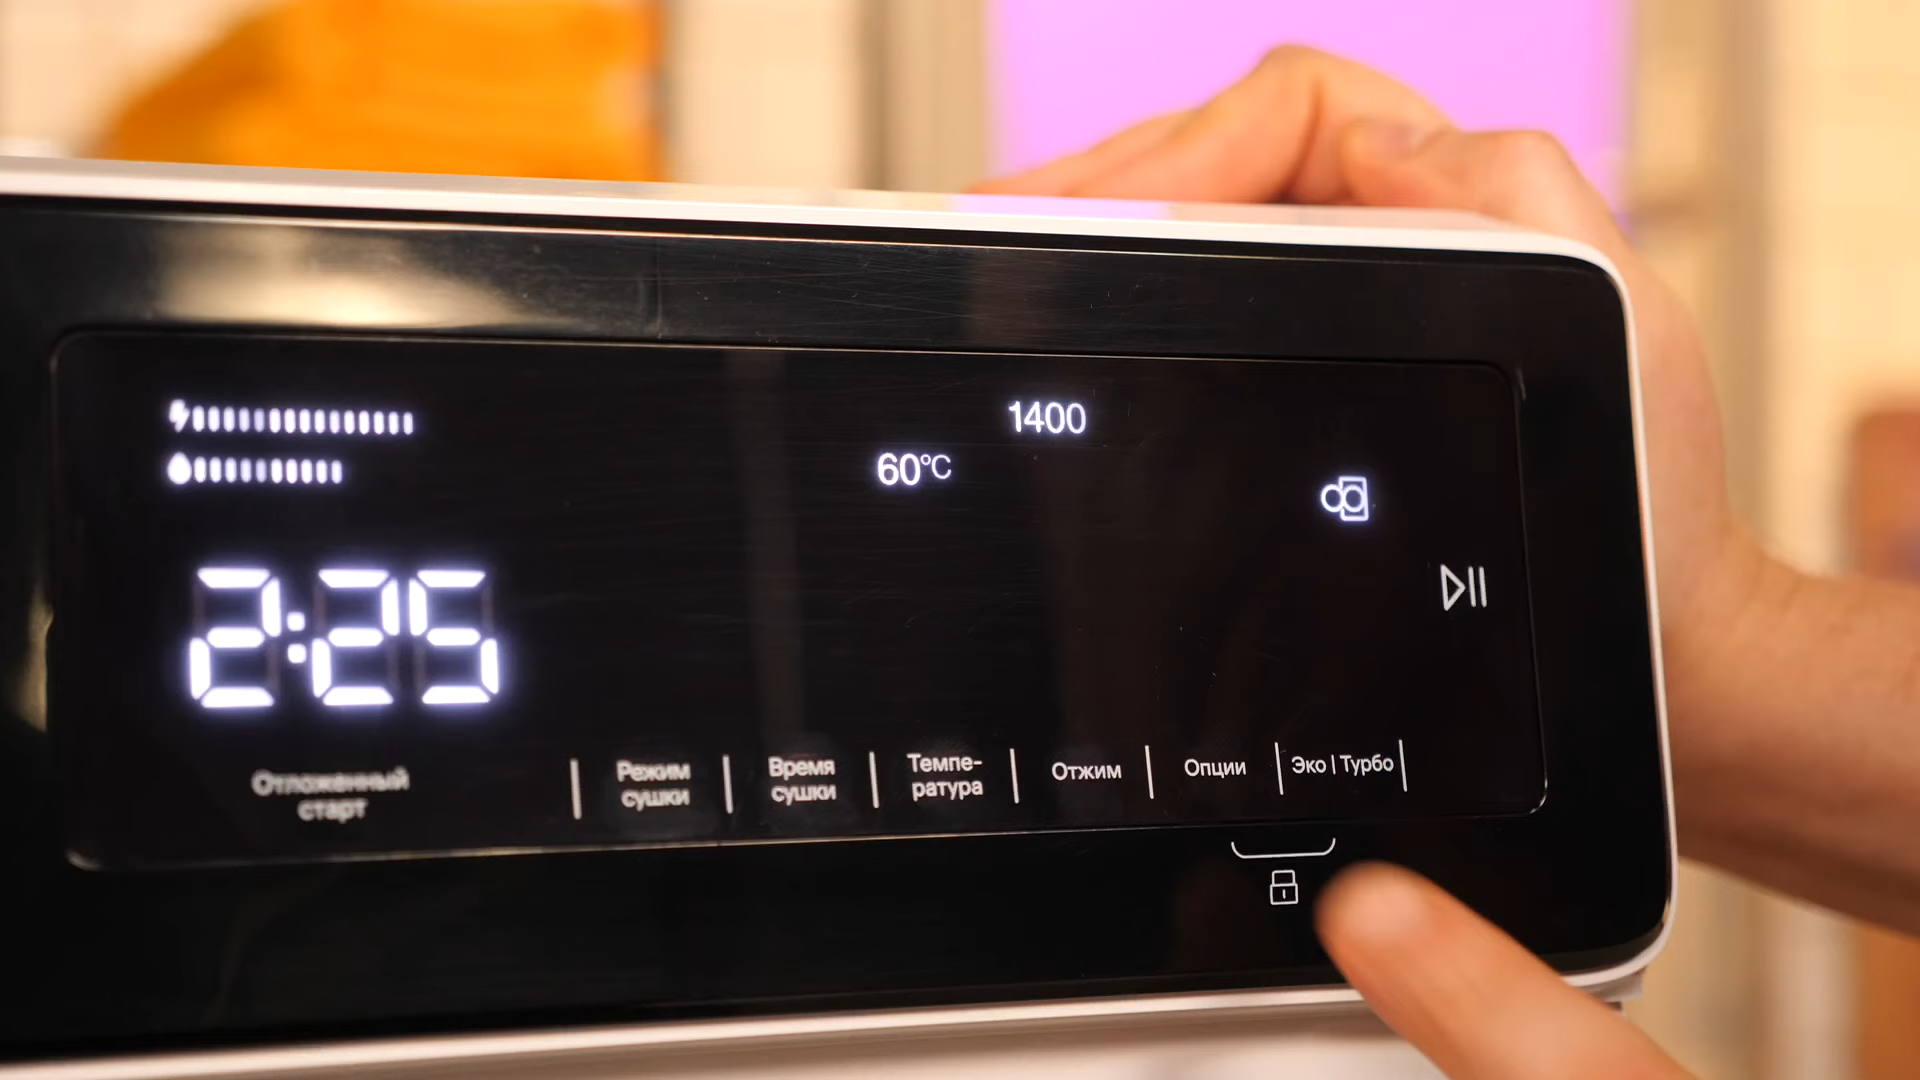 1400
60°C
2:25
Отложенный
старт
Режим
сушки
Время
сушки
Темпе-
ратура
Отжим
Опции
Эко | Турбо